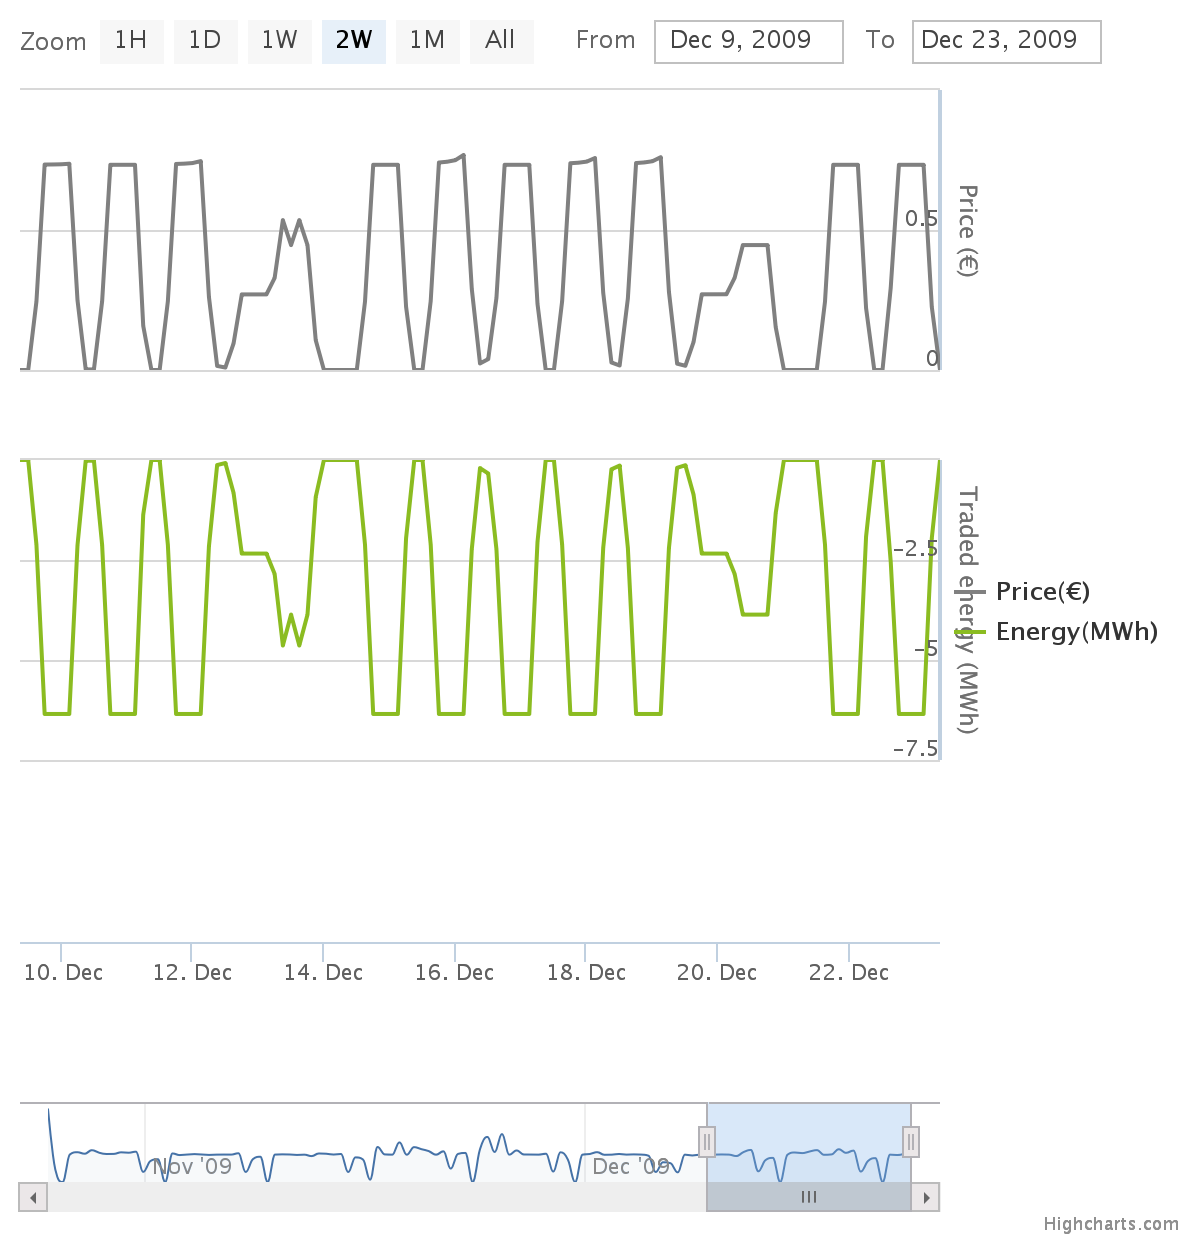 Zoom 1H 1D 1W 2W 1M All From Dec 9, 2009 To Dec 23, 2009
Price (€)
0.5
0
Traded energy (MWh)
−2.5
−5
−7.5
Price(€)
Energy(MWh)
10. Dec 12. Dec 14. Dec 16. Dec 18. Dec 20. Dec 22. Dec
Nov '09 Dec '09
Highcharts.com